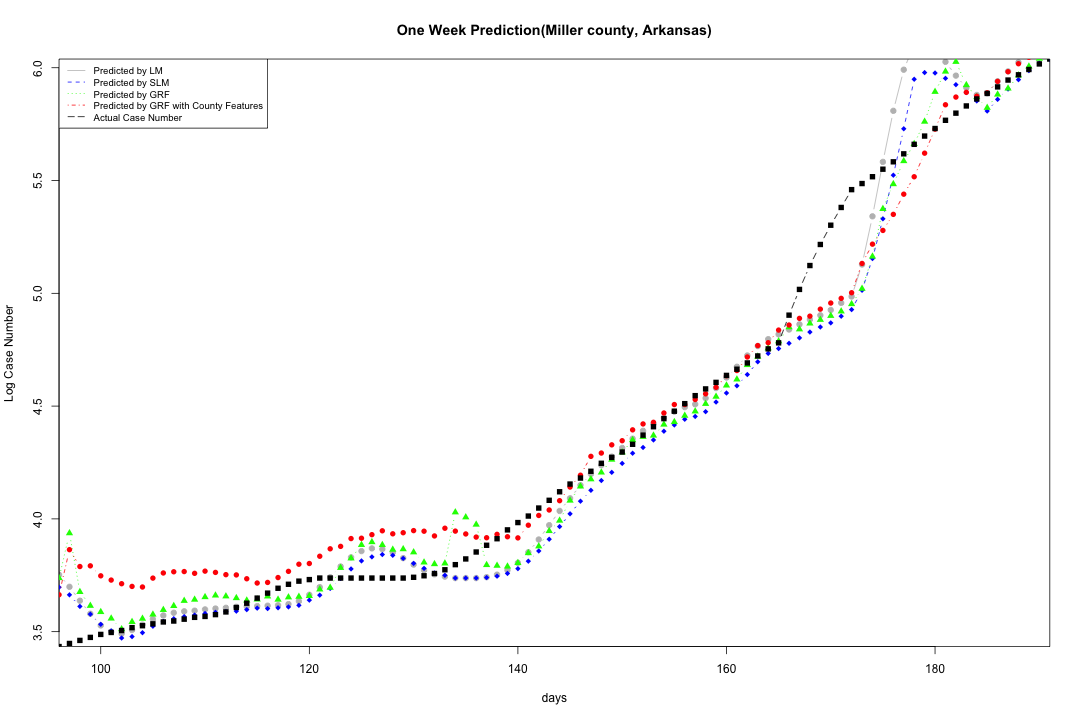 One Week Prediction(Miller county, Arkansas)
Predicted by LM
Predicted by SLM
Predicted by GRF
Predicted by GRF with County Features
Actual Case Number
Log Case Number
6.0
5.5
5.0
4.5
4.0
3.5
100 120 140 160 180
days